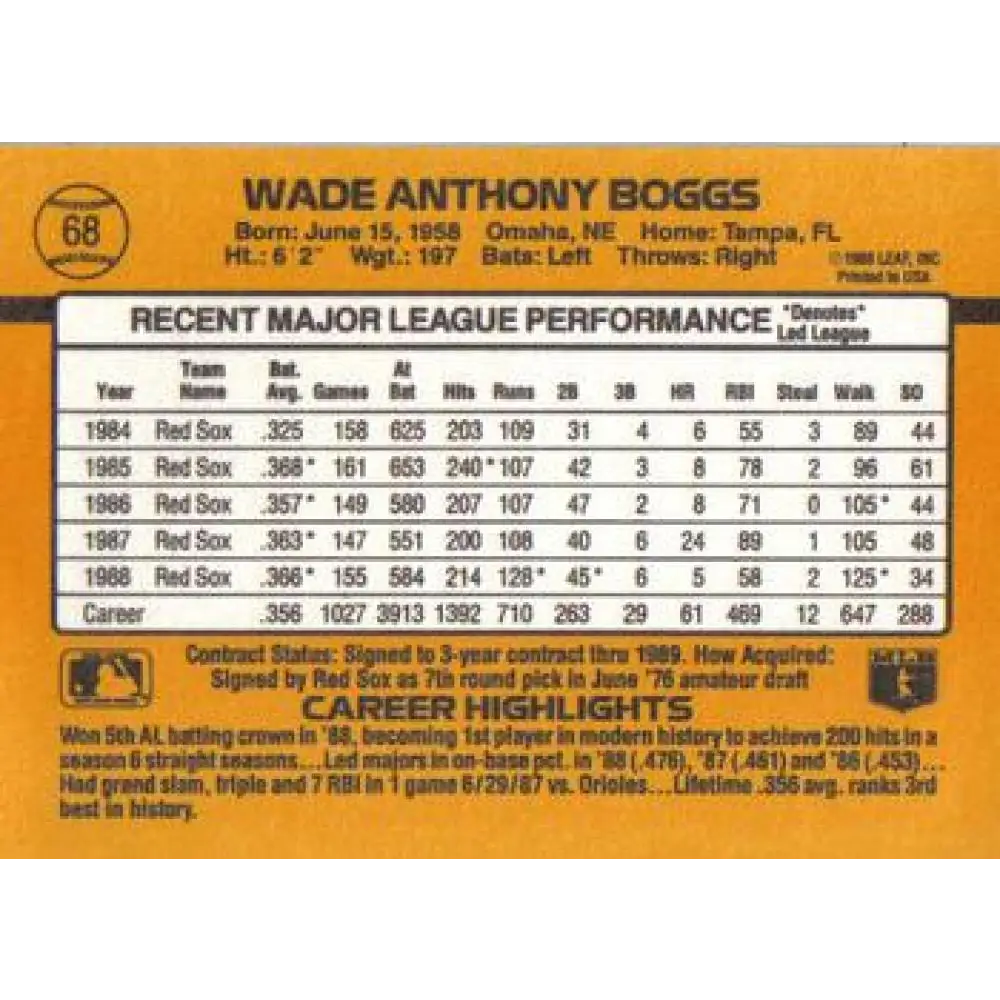 68
WADE ANTHONY BOGGS
Born: June 15, 1958 Omaha, NE Home: Tampa, FL
Ht.: 6'2" Wgt.: 197 Bats: Left Throws: Right
© 1988 LEAF, INC
Printed in USA
RECENT MAJOR LEAGUE PERFORMANCE *Denotes*
Led League
Year Team Name Bat. Avg. Games At Bat Hits Runs 2B 3B HR RBI Steal Walk SO
1984 Red Sox .325 158 625 203 109 31 4 6 55 3 89 44
1985 Red Sox .368* 161 653 240* 107 42 3 8 78 2 96 61
1986 Red Sox .357* 149 580 207 107 47 2 8 71 0 105* 44
1987 Red Sox .363* 147 551 200 108 40 6 24 89 1 105 48
1988 Red Sox .366* 155 584 214 128* 45* 6 5 58 2 125* 34
Career .356 1027 3913 1392 710 263 29 61 469 12 647 288
Contract Status: Signed to 3-year contract thru 1989. How Acquired:
Signed by Red Sox as 7th round pick in June '76 amateur draft
CAREER HIGHLIGHTS
Won 5th AL batting crown in '88, becoming 1st player in modern history to achieve 200 hits in a
season 6 straight seasons...Led majors in on-base pct. in '88 (.476), '87 (.461) and '86 (.453)...
Had grand slam, triple and 7 RBI in 1 game 6/29/87 vs. Orioles...Lifetime .356 avg. ranks 3rd
best in history.